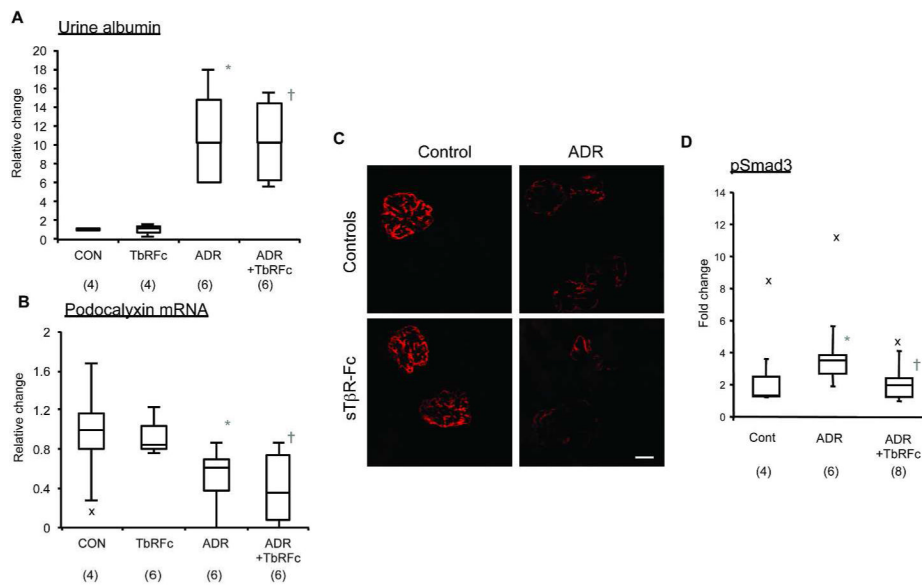 A
Urine albumin
Relative change
20
18
16
14
12
10
8
6
4
2
0
*
†
CON TbRFc ADR ADR
+TbRFc
(4) (4) (6) (6)
B
Podocalyxin mRNA
Relative change
2
1.6
1.2
0.8
0.4
0
x
*
†
CON TbRFc ADR ADR
+TbRFc
(4) (6) (6) (6)
C
Control ADR
Controls
sTβR-Fc
D
pSmad3
Fold change
14
12
10
8
6
4
2
0
x
x
*
x
†
Cont ADR ADR
+TbRFc
(4) (6) (8)